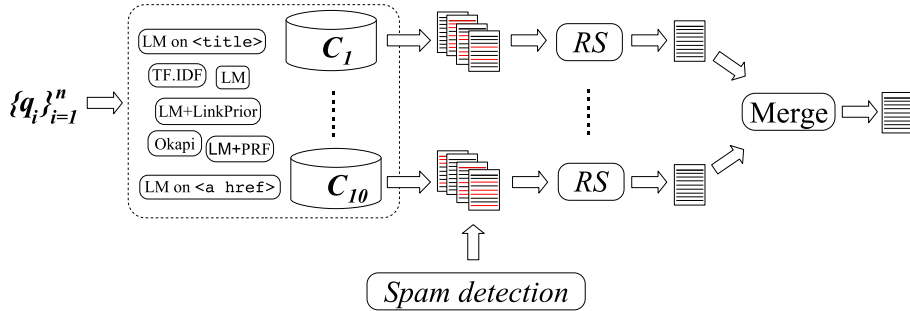 {q_i}_{i=1}^n
LM on <title>
TF.IDF
LM
LM+LinkPrior
Okapi
LM+PRF
LM on <a href>
C_1
C_10
RS
RS
Merge
Spam detection